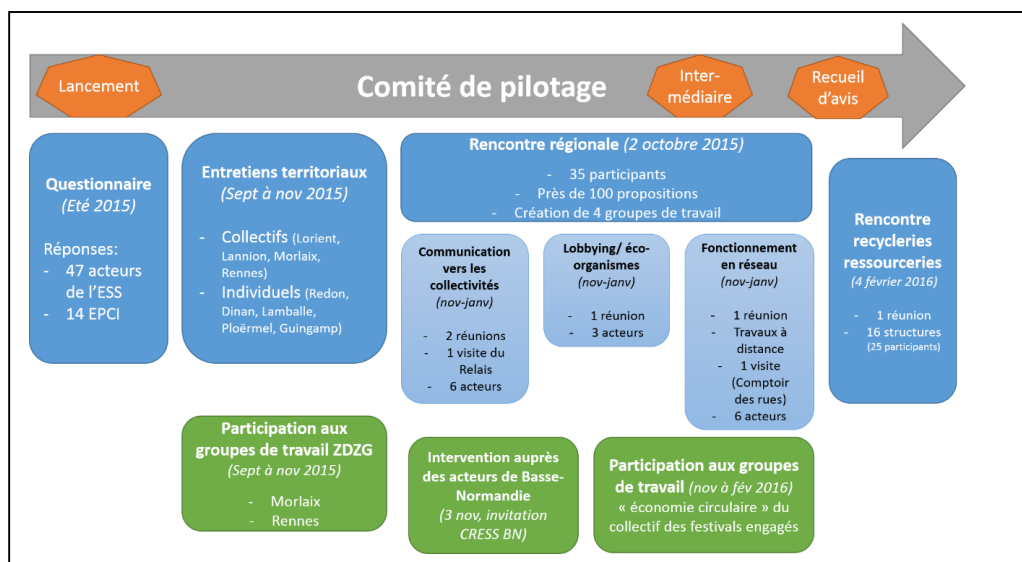 Lancement
Comité de pilotage
Inter-
médiaire
Recueil
d'avis
Questionnaire
(Eté 2015)
Réponses:
- 47 acteurs
de l'ESS
- 14 EPCI
Entretiens territoriaux
(Sept à nov 2015)
- Collectifs (Lorient,
Lannion, Morlaix,
Rennes)
- Individuels (Redon,
Dinan, Lamballe,
Ploërmel, Guingamp)
Rencontre régionale (2 octobre 2015)
- 35 participants
- Près de 100 propositions
- Création de 4 groupes de travail
Communication
vers les
collectivités
(nov-janv)
- 2 réunions
- 1 visite du
Relais
- 6 acteurs
Lobbying/ éco-
organismes
(nov-janv)
- 1 réunion
- 3 acteurs
Fonctionnement
en réseau
(nov-janv)
- 1 réunion
- Travaux à
distance
- 1 visite
(Comptoir
des rues)
- 6 acteurs
Rencontre
recycleries
ressourceries
(4 février 2016)
- 1 réunion
- 16 structures
(25 participants)
Participation aux
groupes de travail ZDZG
(Sept à nov 2015)
- Morlaix
- Rennes
Intervention auprès
des acteurs de Basse-
Normandie
(3 nov, invitation
CRESS BN)
Participation aux groupes
de travail (nov à fév 2016)
« économie circulaire » du
collectif des festivals engagés